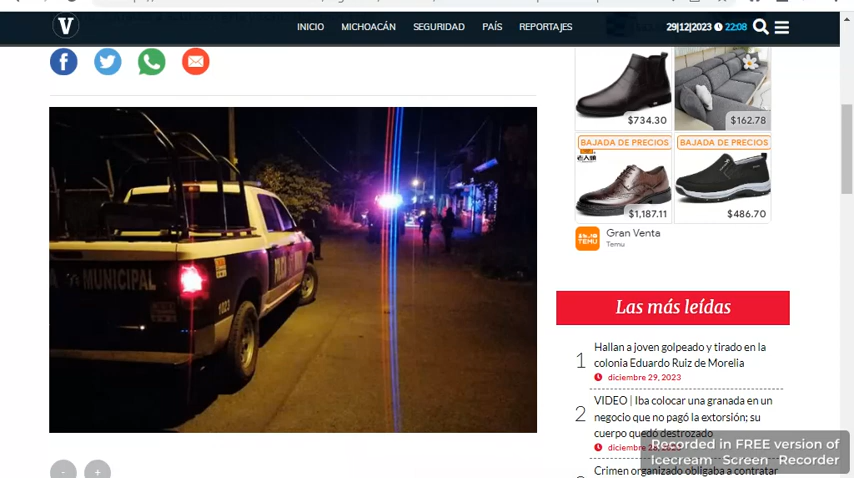 V
INICIO MICHOACÁN SEGURIDAD PAÍS REPORTAJES
29|12|2023 22:08
$734.30
$162.78
BAJADA DE PRECIOS
BAJADA DE PRECIOS
$1,187.11
$486.70
TEMU
Gran Venta
Temu
MUNICIPAL
POLICÍA
1023
Las más leídas
1
Hallan a joven golpeado y tirado en la
colonia Eduardo Ruiz de Morelia
diciembre 29, 2023
2
VIDEO | Iba colocar una granada en un
negocio que no pagó la extorsión; su
cuerpo quedó destrozado
Crimen organizado obligaba a contratar
- +
Recorded in FREE version of
Icecream Screen Recorder